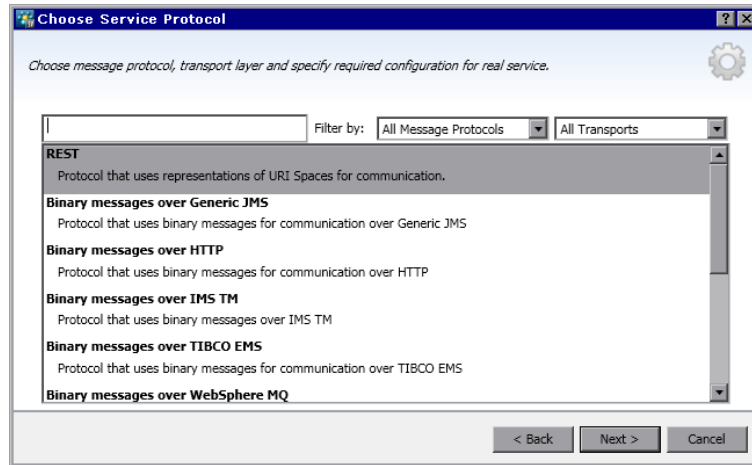 Choose Service Protocol
Choose message protocol, transport layer and specify required configuration for real service.
Filter by: All Message Protocols All Transports
REST
Protocol that uses representations of URI Spaces for communication.
Binary messages over Generic JMS
Protocol that uses binary messages for communication over Generic JMS
Binary messages over HTTP
Protocol that uses binary messages for communication over HTTP
Binary messages over IMS TM
Protocol that uses binary messages over IMS TM
Binary messages over TIBCO EMS
Protocol that uses binary messages for communication over TIBCO EMS
Binary messages over WebSphere MQ
< Back Next > Cancel